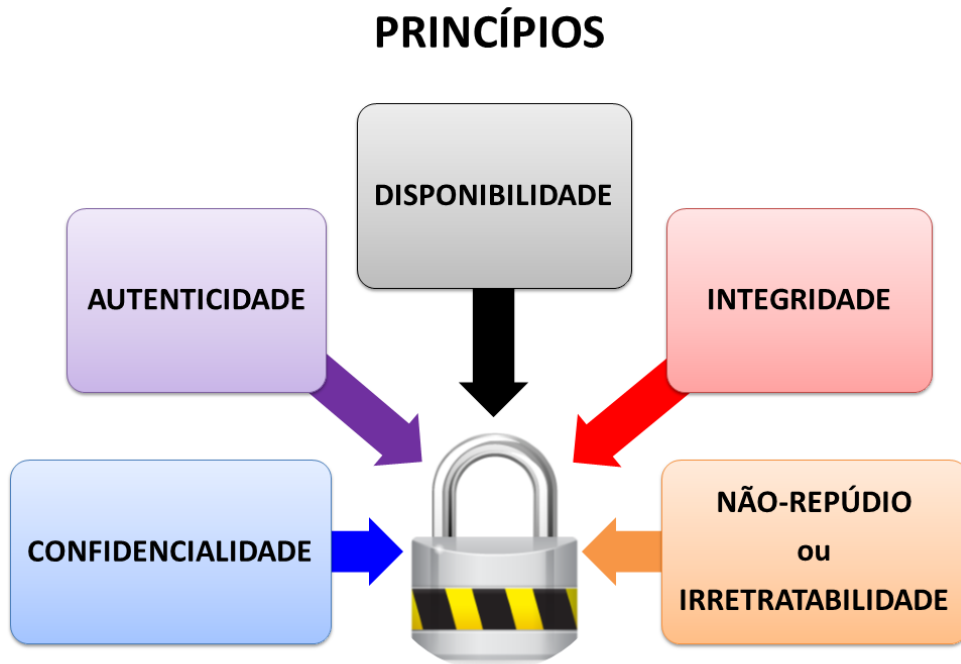 PRINCÍPIOS
DISPONIBILIDADE
AUTENTICIDADE
INTEGRIDADE
CONFIDENCIALIDADE
NÃO-REPÚDIO
ou
IRRETRATABILIDADE